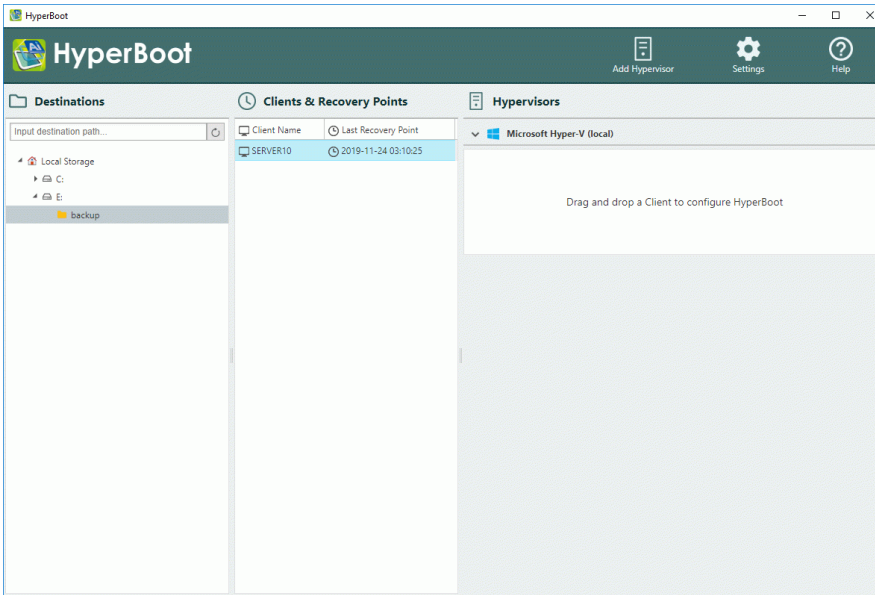 HyperBoot
HyperBoot
Add Hypervisor
Settings
Help
Destinations
Input destination path...
Local Storage
C:
E:
backup
Clients & Recovery Points
Client Name
Last Recovery Point
SERVER10
2019-11-24 03:10:25
Hypervisors
Microsoft Hyper-V (local)
Drag and drop a Client to configure HyperBoot